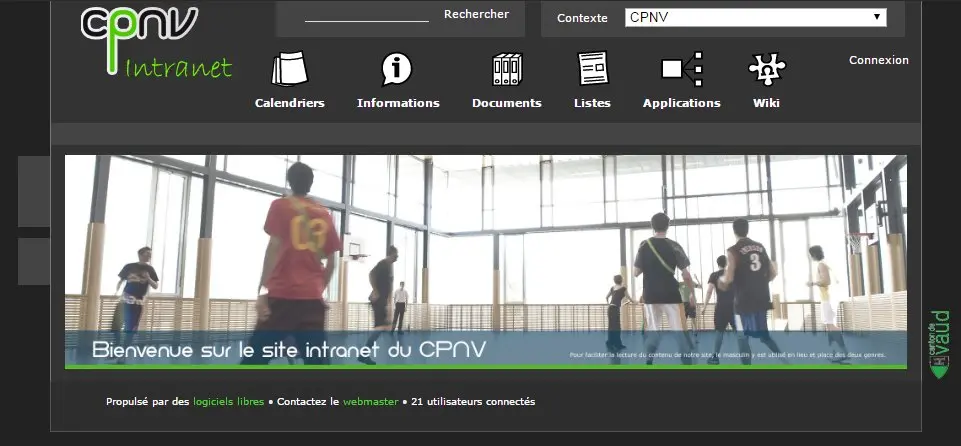 cpnv
Intranet
Rechercher
Contexte
CPNV
Connexion
Calendriers
Informations
Documents
Listes
Applications
Wiki
03
3
Bienvenue sur le site intranet du CPNV
Pour faciliter la lecture du contenu de notre site, le masculin y est utilisé en lieu et place des deux genres.
canton de
vaud
Propulsé par des logiciels libres • Contactez le webmaster • 21 utilisateurs connectés